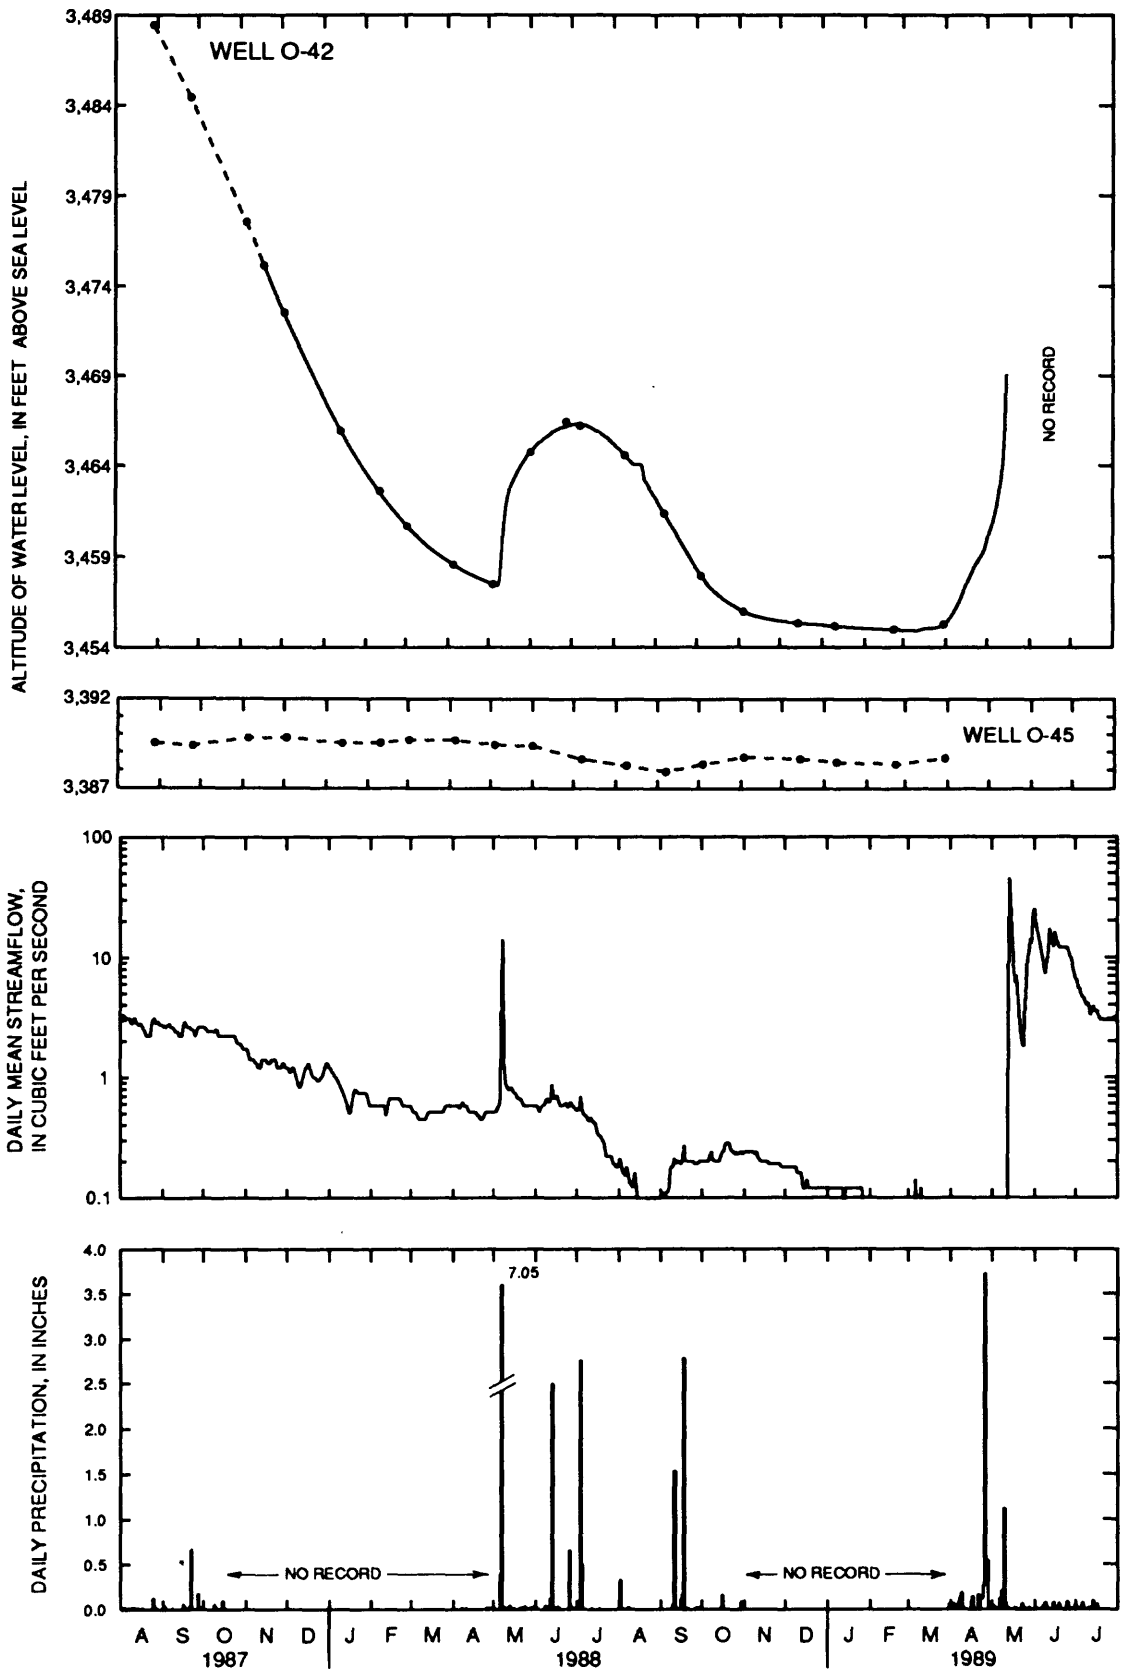 ALTITUDE OF WATER LEVEL, IN FEET ABOVE SEA LEVEL
3,489
3,484
3,479
3,474
3,469
3,464
3,459
3,454
WELL O-42
NO RECORD
3,392
3,387
WELL O-45
DAILY MEAN STREAMFLOW,
IN CUBIC FEET PER SECOND
100
10
1
0.1
DAILY PRECIPITATION, IN INCHES
4.0
3.5
3.0
2.5
2.0
1.5
1.0
0.5
0.0
7.05
NO RECORD
NO RECORD
A S O N D J F M A M J J A S O N D J F M A M J J
1987 1988 1989